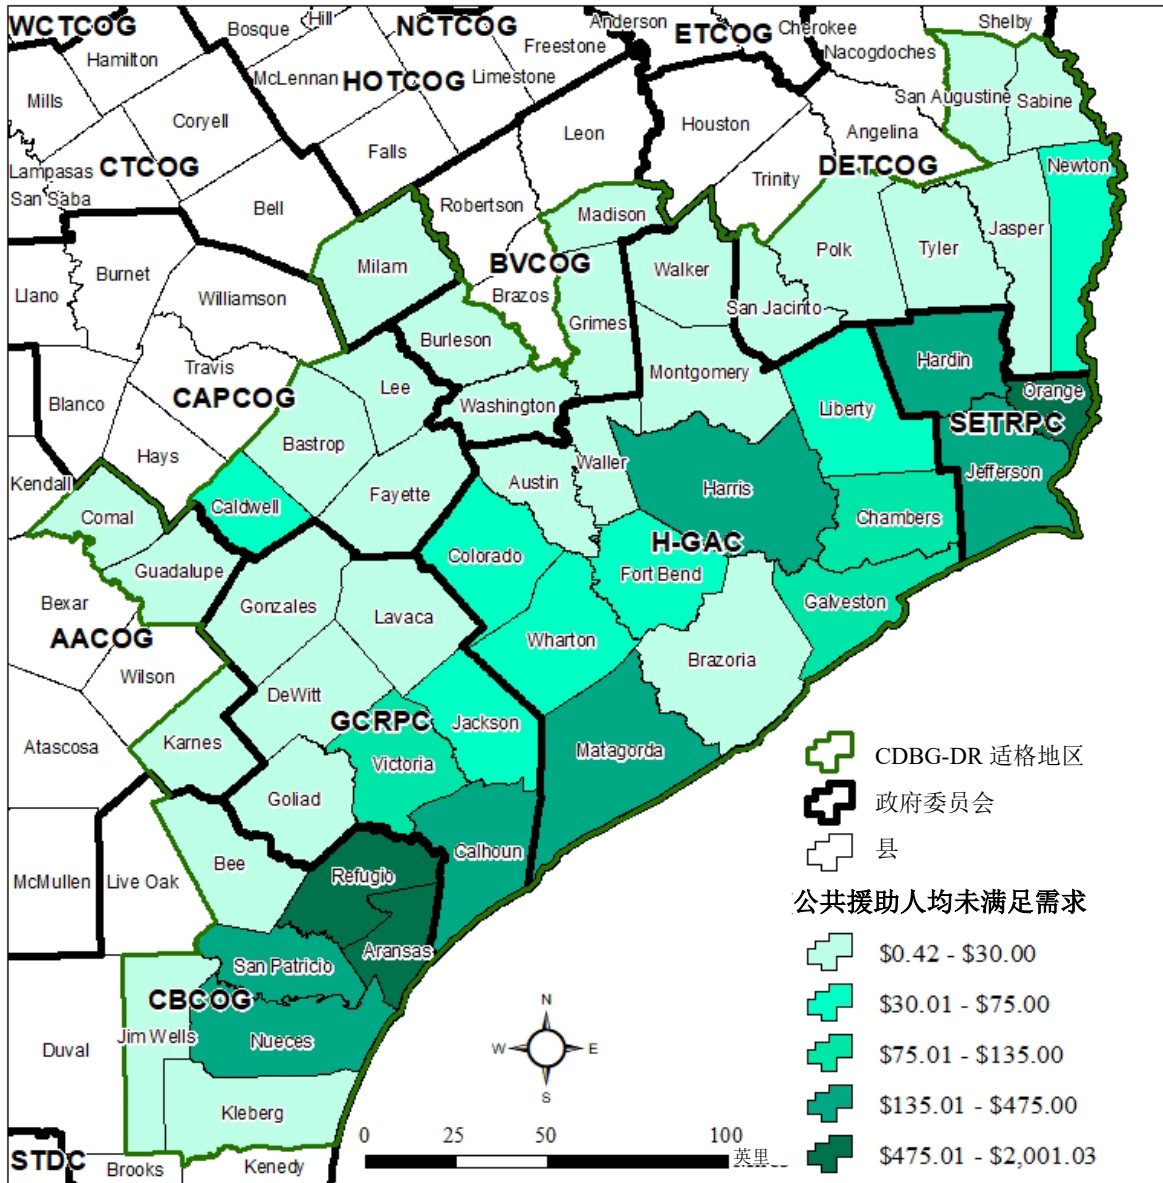 WCTCOG
Hamilton
Bosque
Hill
NCTCOG
Anderson
ETCOG
Cherokee
Shelby
Freestone
Nacogdoches
McLennan
HOTCOG
Limestone
Mills
San Augustine
Sabine
Coryell
Leon
Houston
Angelina
Falls
Lampasas
CTCOG
DETCOG
Newton
Trinity
San Saba
Bell
Robertson
Madison
Jasper
Polk
Tyler
Milam
BVCOG
Walker
Burnet
Llano
Williamson
Brazos
San Jacinto
Grimes
Burleson
Hardin
Travis
Lee
Montgomery
Orange
CAPCOG
Blanco
Washington
Liberty
SETRPC
Bastrop
Hays
Waller
Jefferson
Kendall
Austin
Harris
Fayette
Caldwell
Comal
Chambers
H-GAC
Colorado
Guadalupe
Fort Bend
Bexar
Gonzales
Galveston
Lavaca
AACOG
Wharton
Brazoria
Wilson
DeWitt
GCRPC
Jackson
Karnes
Atascosa
Matagorda
Victoria
CDBG-DR 适格地区
Goliad
政府委员会
Calhoun
县
Bee
McMullen
Live Oak
Refugio
公共援助人均未满足需求
Aransas
$0.42 - $30.00
San Patricio
CBCOG
$30.01 - $75.00
Jim Wells
Nueces
N
W
E
S
Duval
$75.01 - $135.00
Kleberg
$135.01 - $475.00
0 25 50 100
英里
STDC
Brooks
Kenedy
$475.01 - $2,001.03